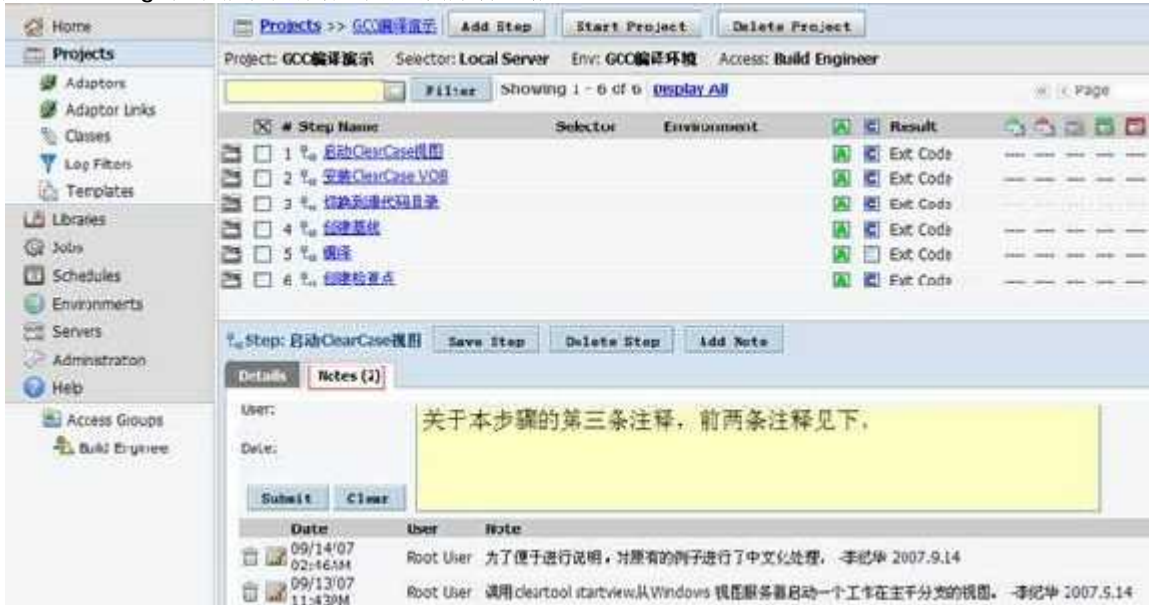 Home
Projects
Adaptors
Adaptor Links
Classes
Log Filters
Templates
Libraries
Jobs
Schedules
Environments
Servers
Administration
Help
Access Groups
Build Engineer
Projects >> GCC编译演示 Add Step Start Project Delete Project
Project: GCC编译演示 Selector: Local Server Env: GCC编译环境 Access: Build Engineer
Filter Showing 1 - 6 of 6 Display All Page
# Step Name Selector Environment A C Result
1 启动ClearCase视图 A C Exit Code
2 安装ClearCase VOB A C Exit Code
3 切换到源代码目录 A C Exit Code
4 创建基线 A C Exit Code
5 编译 A Exit Code
6 创建检查点 A C Exit Code
Step: 启动ClearCase视图 Save Step Delete Step Add Note
Details Notes (2)
User:
关于本步骤的第三条注释，前两条注释见下。
Date:
Submit Clear
Date User Note
09/14/07 02:46AM Root User 为了便于进行说明，对原有的例子进行了中文化处理。 -李纪华 2007.9.14
09/13/07 11:43PM Root User 调用cleartool startview从Windows 视图服务器启动一个工作在主干分支的视图。 -李纪华 2007.5.14